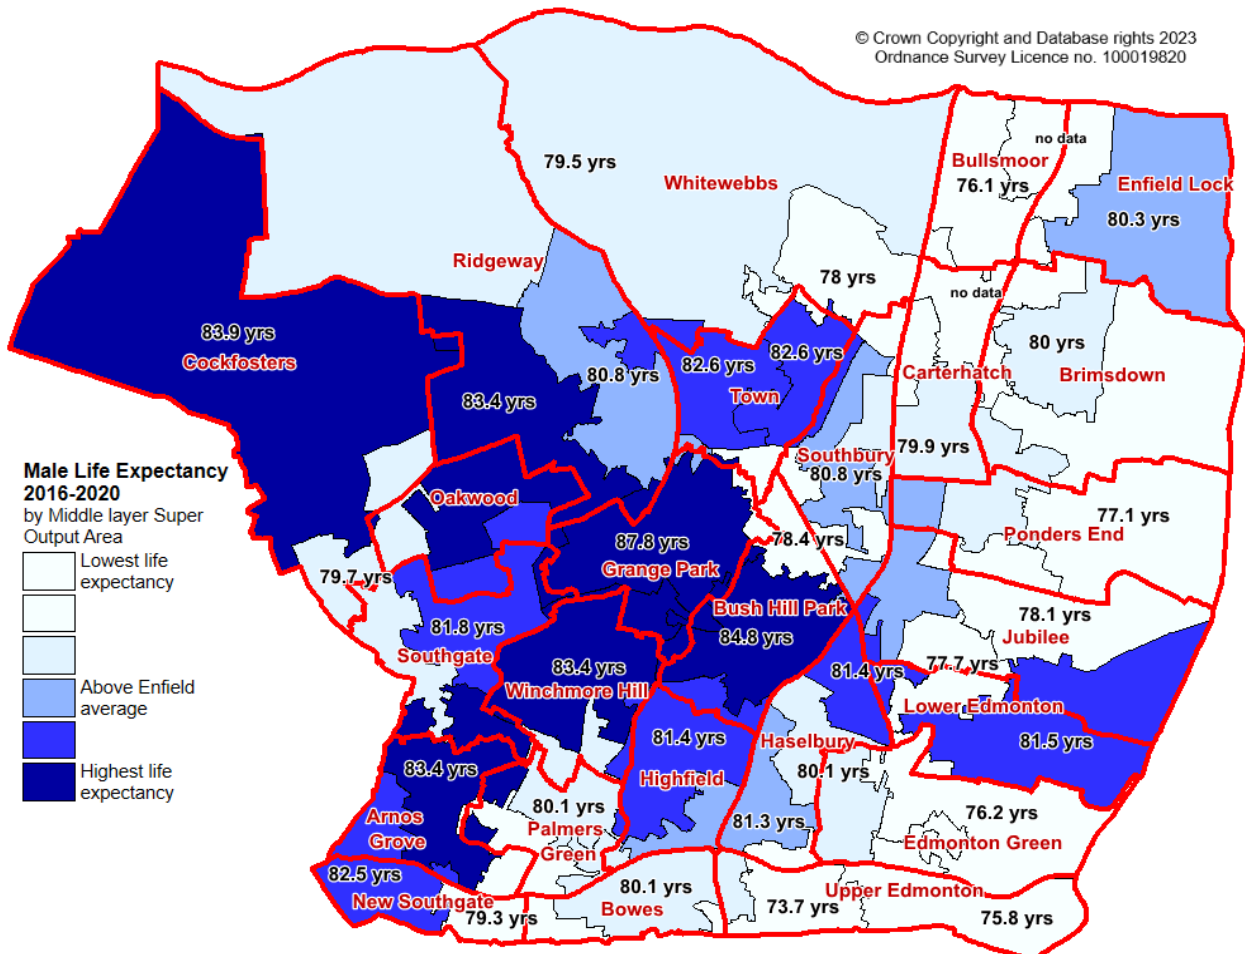 © Crown Copyright and Database rights 2023
Ordnance Survey Licence no. 100019820
no data
Bullsmoor
79.5 yrs
Whitewebbs
76.1 yrs
Enfield Lock
80.3 yrs
Ridgeway
78 yrs
no data
83.9 yrs
Cockfosters
82.6 yrs
82.6 yrs
80 yrs
80.8 yrs
Town
Carterhatch
Brimsdown
83.4 yrs
79.9 yrs
Southbury
80.8 yrs
Male Life Expectancy
2016-2020
by Middle layer Super
Output Area
Lowest life
expectancy
Above Enfield
average
Highest life
expectancy
Oakwood
77.1 yrs
Ponders End
87.8 yrs
Grange Park
78.4 yrs
79.7 yrs
Bush Hill Park
84.8 yrs
78.1 yrs
Jubilee
81.8 yrs
Southgate
83.4 yrs
Winchmore Hill
81.4 yrs
77.7 yrs
Lower Edmonton
81.5 yrs
81.4 yrs
Highfield
Haselbury
80.1 yrs
83.4 yrs
Arnos
Grove
80.1 yrs
Palmers
Green
81.3 yrs
76.2 yrs
Edmonton Green
82.5 yrs
New Southgate
79.3 yrs
80.1 yrs
Bowes
Upper Edmonton
73.7 yrs
75.8 yrs